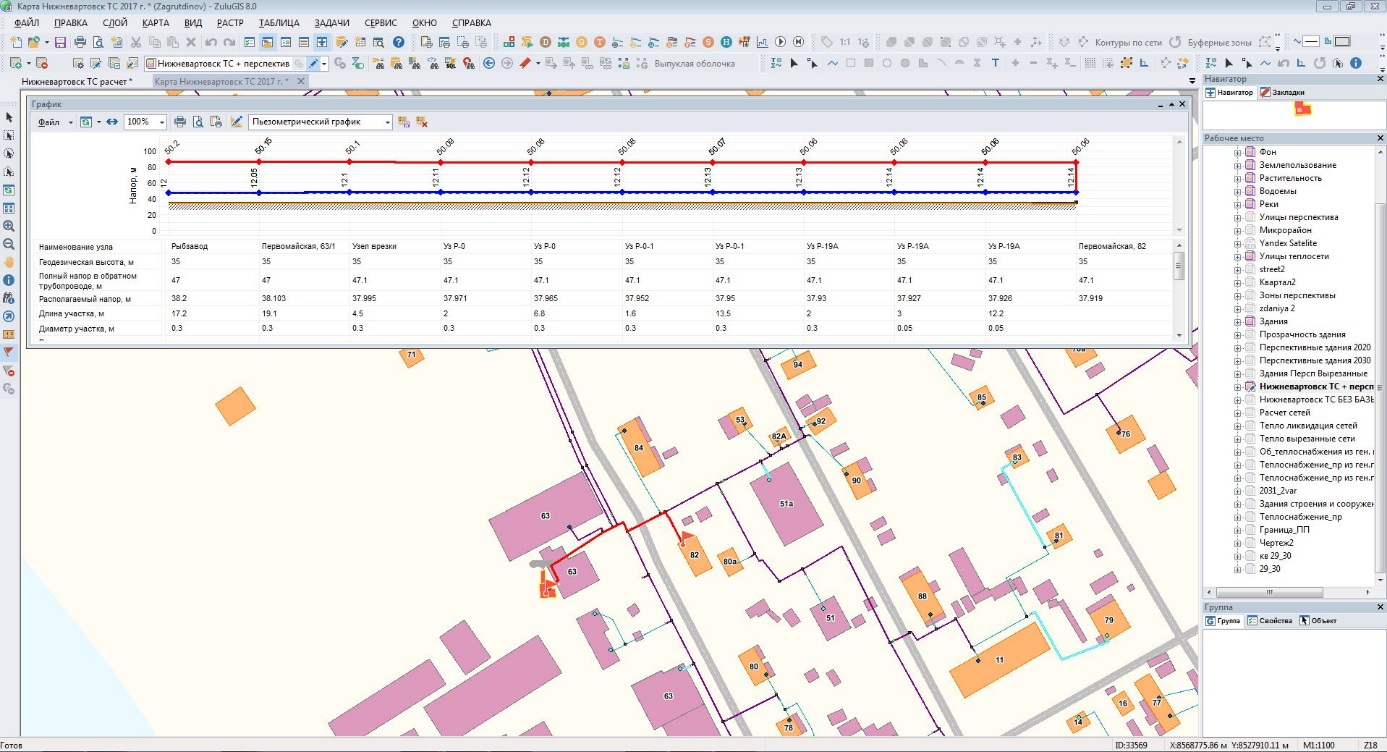 Карта Нижневартовск ТС 2017 г. * (Zagrutdinov) - ZuluGIS 8.0
ФАЙЛ ПРАВКА СЛОЙ КАРТА ВИД РАСТР ТАБЛИЦА ЗАДАЧИ СЕРВИС ОКНО СПРАВКА
1:1 Контуры по сети Буферные зоны
Нижневартовск ТС + перспектив Выпуклая оболочка
Нижневартовск ТС расчет * Карта Нижневартовск ТС 2017 г. *
График
Файл 100% Пьезометрический график
Напор, м
100
80
60
40
20
0
50.2 50.15 50.1 50.09 50.08 50.08 50.07 50.06 50.06 50.06 50.06
12 12.05 12.1 12.11 12.12 12.12 12.13 12.13 12.14 12.14 12.14
Наименование узла Рыбзавод Первомайская, 63/1 Узел врезки Уз Р-0 Уз Р-0 Уз Р-0-1 Уз Р-0-1 Уз Р-19А Уз Р-19А Уз Р-19А Первомайская, 82
Геодезическая высота, м 35 35 35 35 35 35 35 35 35 35 35
Полный напор в обратном трубопроводе, м 47 47 47.1 47.1 47.1 47.1 47.1 47.1 47.1 47.1 47.1
Располагаемый напор, м 38.2 38.103 37.995 37.971 37.965 37.952 37.95 37.93 37.927 37.926 37.919
Длина участка, м 17.2 19.1 4.5 2 6.8 1.6 13.5 2 3 12.2
Диаметр участка, м 0.3 0.3 0.3 0.3 0.3 0.3 0.3 0.3 0.05 0.05
71
94
85
53
92
82А
76
84
83
90
63
51а
81
82
80а
63
88
51
79
11
80
63
16
77
14
78
Навигатор
Навигатор Закладки
Рабочее место
Фон
Землепользование
Растительность
Водоемы
Реки
Улицы перспектива
Микрорайон
Yandex Satelite
Улицы теплосети
street2
Квартал2
Зоны перспективы
zdaniya 2
Здания
Прозрачность здания
Перспективные здания 2020
Перспективные здания 2030
Здания Персп Вырезанные
Нижневартовск ТС + персп
Нижневартовск ТС БЕЗ БАЗЬ
Расчет сетей
Тепло ликвидация сетей
Тепло вырезанные сети
Об_теплоснабжения из ген.
Теплоснабжение_пр из ген.г
Теплоснабжение_пр из ген.г
2031_2var
Здания строения и сооружен
Теплоснабжение_пр
Граница_ПП
Чертеж2
кв 29_30
29_30
Группа
Группа Свойства Объект
Готов ID:33569 X:8568775.86 м Y:8527910.11 м M1:1100 Z18